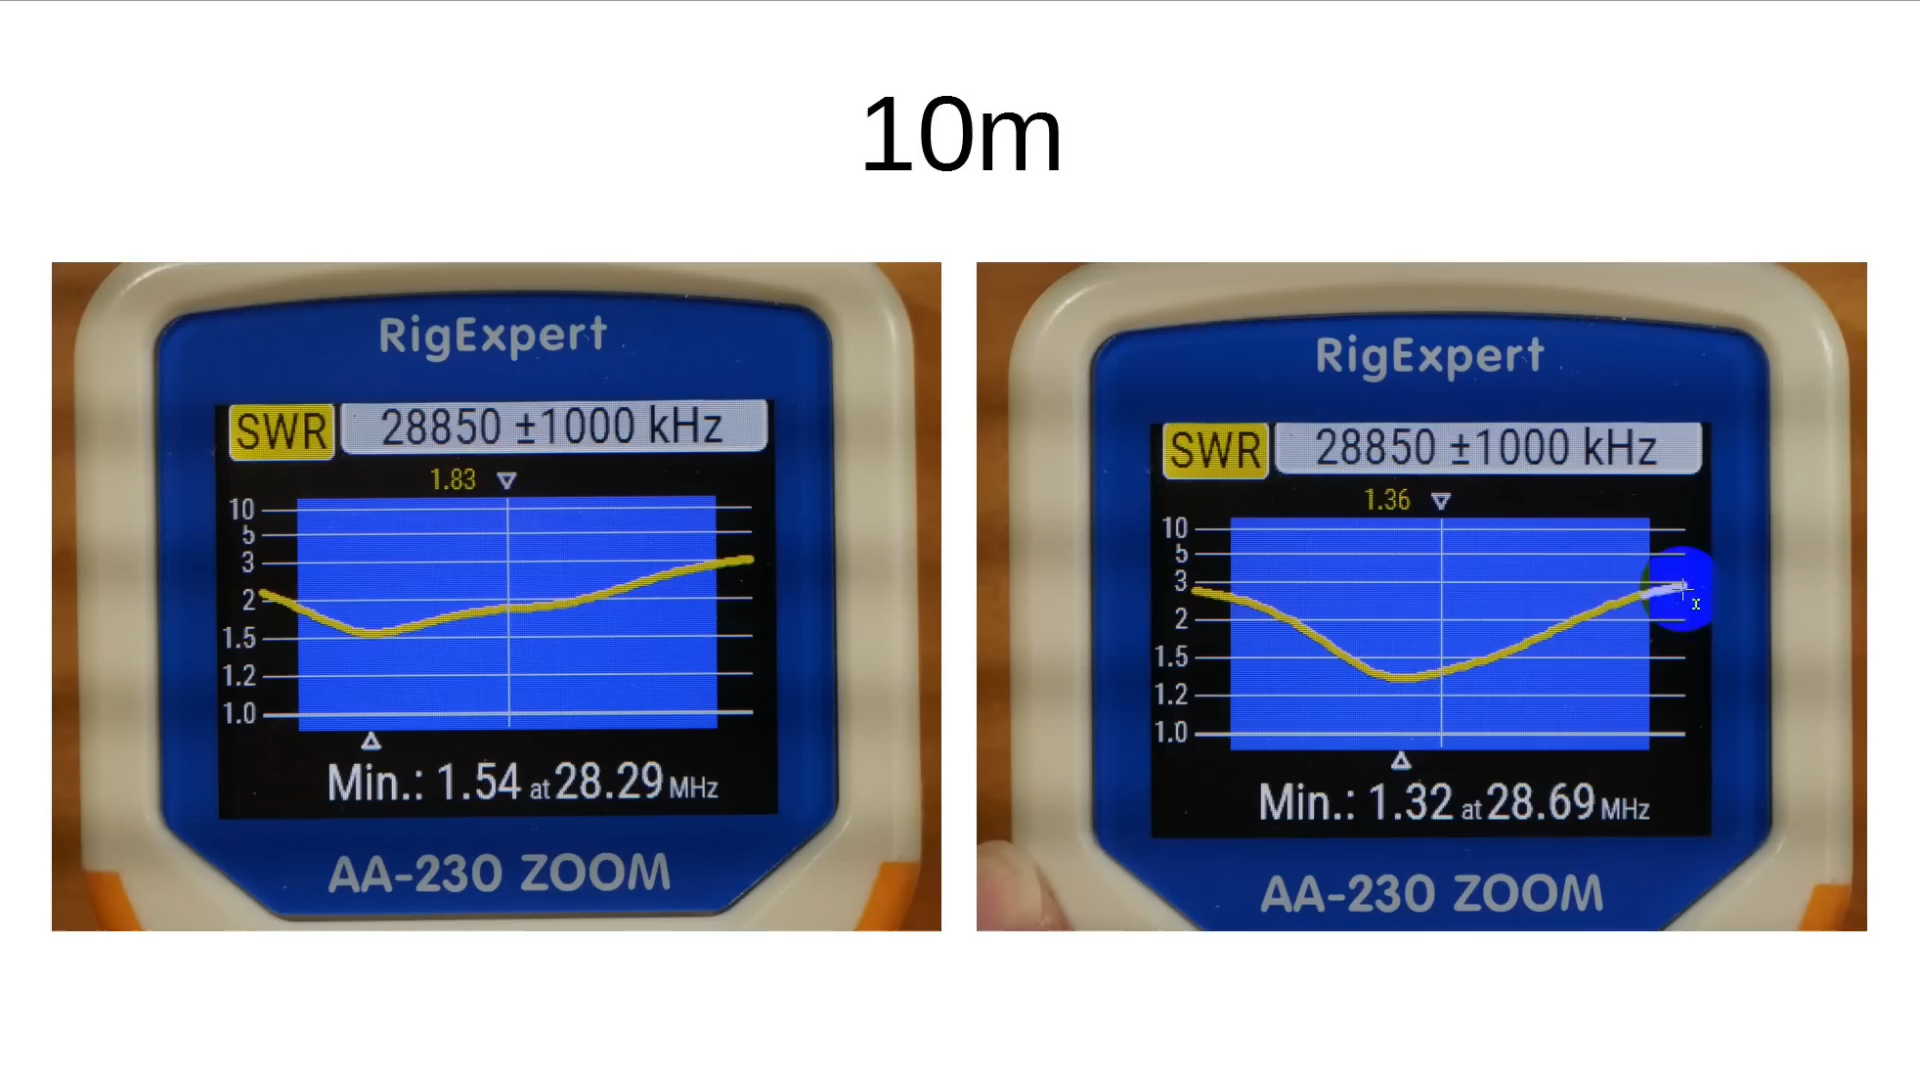 10m
RigExpert
SWR 28850 ±1000 kHz
1.83
10
5
3
2
1.5
1.2
1.0
Min.: 1.54 at 28.29 MHz
AA-230 ZOOM
RigExpert
SWR 28850 ±1000 kHz
1.36
10
5
3
2
1.5
1.2
1.0
x
Min.: 1.32 at 28.69 MHz
AA-230 ZOOM